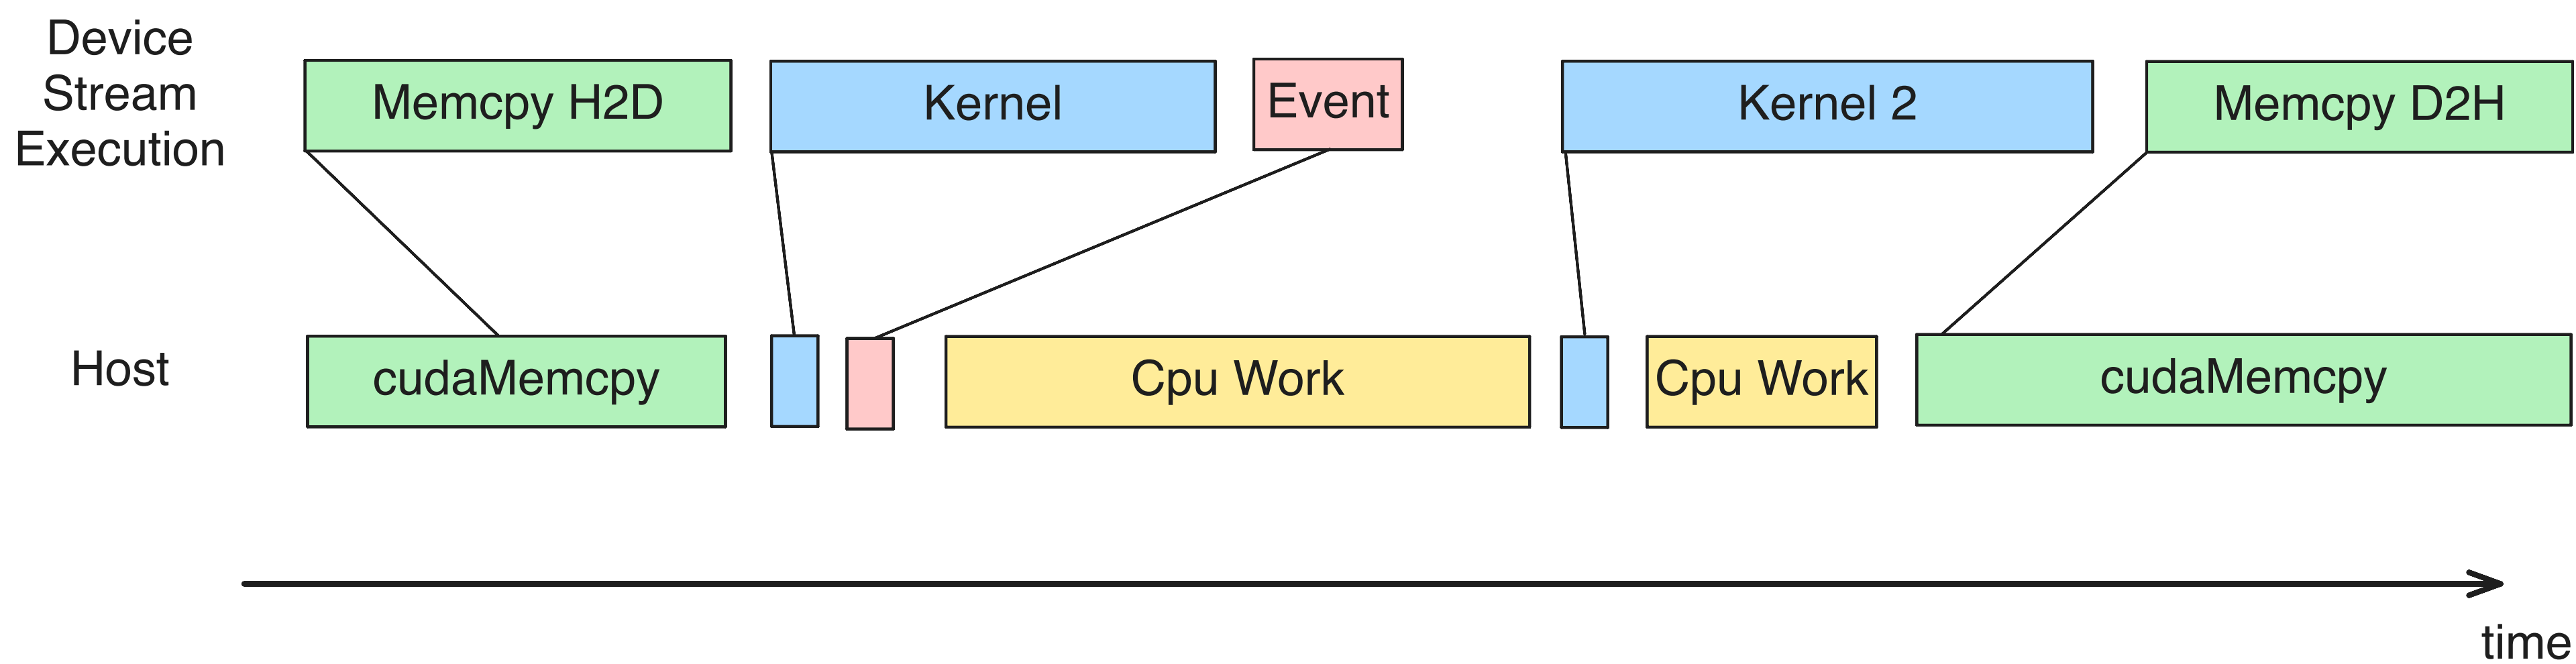 Device
Stream
Execution
Memcpy H2D
Kernel
Event
Kernel 2
Memcpy D2H
Host
cudaMemcpy
Cpu Work
Cpu Work
cudaMemcpy
time